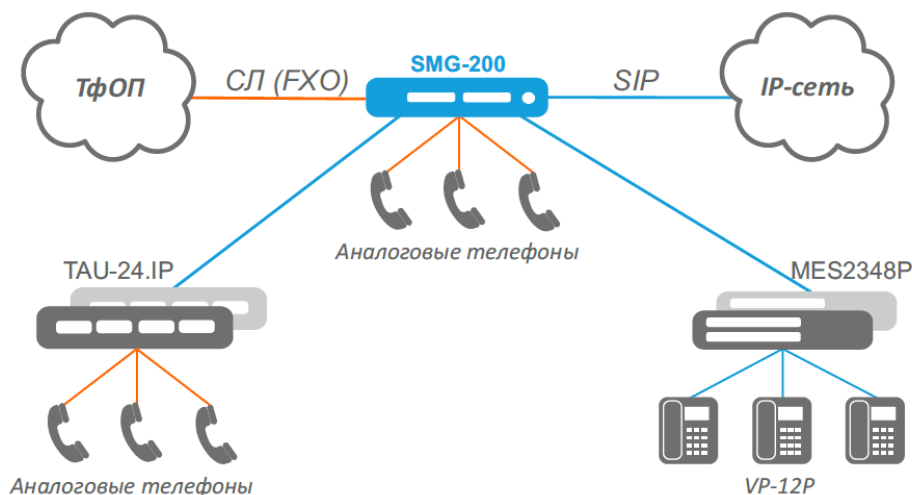 SMG-200
ТфОП
СЛ (FXO)
SIP
IP-сеть
Аналоговые телефоны
TAU-24.IP
MES2348P
Аналоговые телефоны
VP-12P